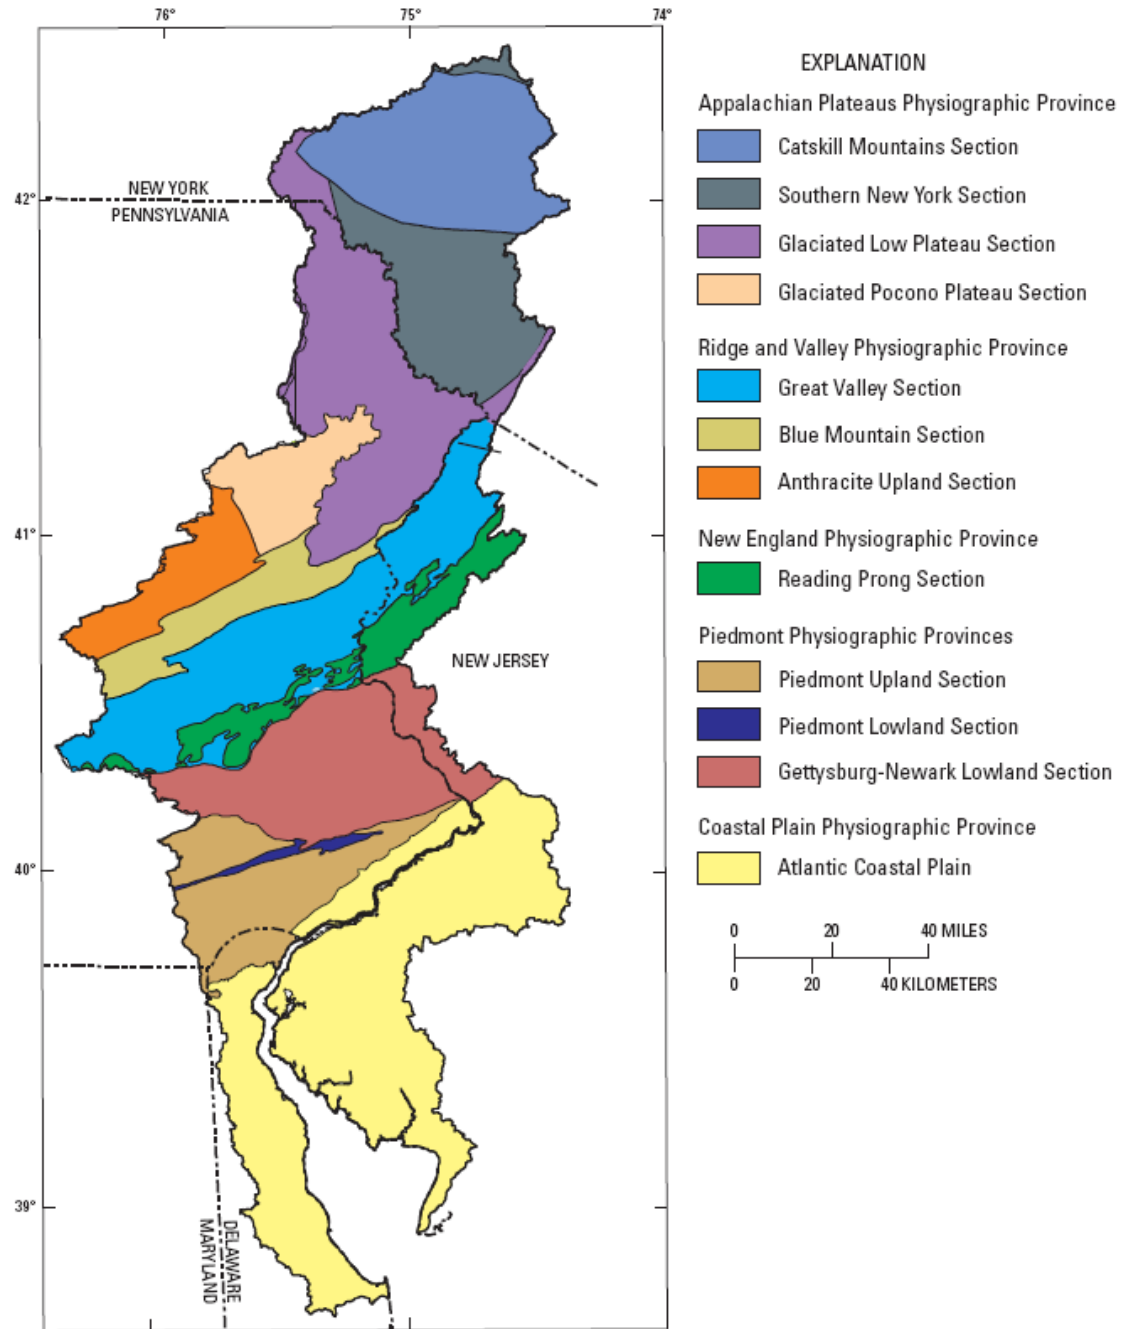 76°
75°
74°
42°
41°
40°
39°
NEW YORK
PENNSYLVANIA
NEW JERSEY
DELAWARE
MARYLAND
EXPLANATION
Appalachian Plateaus Physiographic Province
Catskill Mountains Section
Southern New York Section
Glaciated Low Plateau Section
Glaciated Pocono Plateau Section
Ridge and Valley Physiographic Province
Great Valley Section
Blue Mountain Section
Anthracite Upland Section
New England Physiographic Province
Reading Prong Section
Piedmont Physiographic Provinces
Piedmont Upland Section
Piedmont Lowland Section
Gettysburg-Newark Lowland Section
Coastal Plain Physiographic Province
Atlantic Coastal Plain
0 20 40 MILES
0 20 40 KILOMETERS